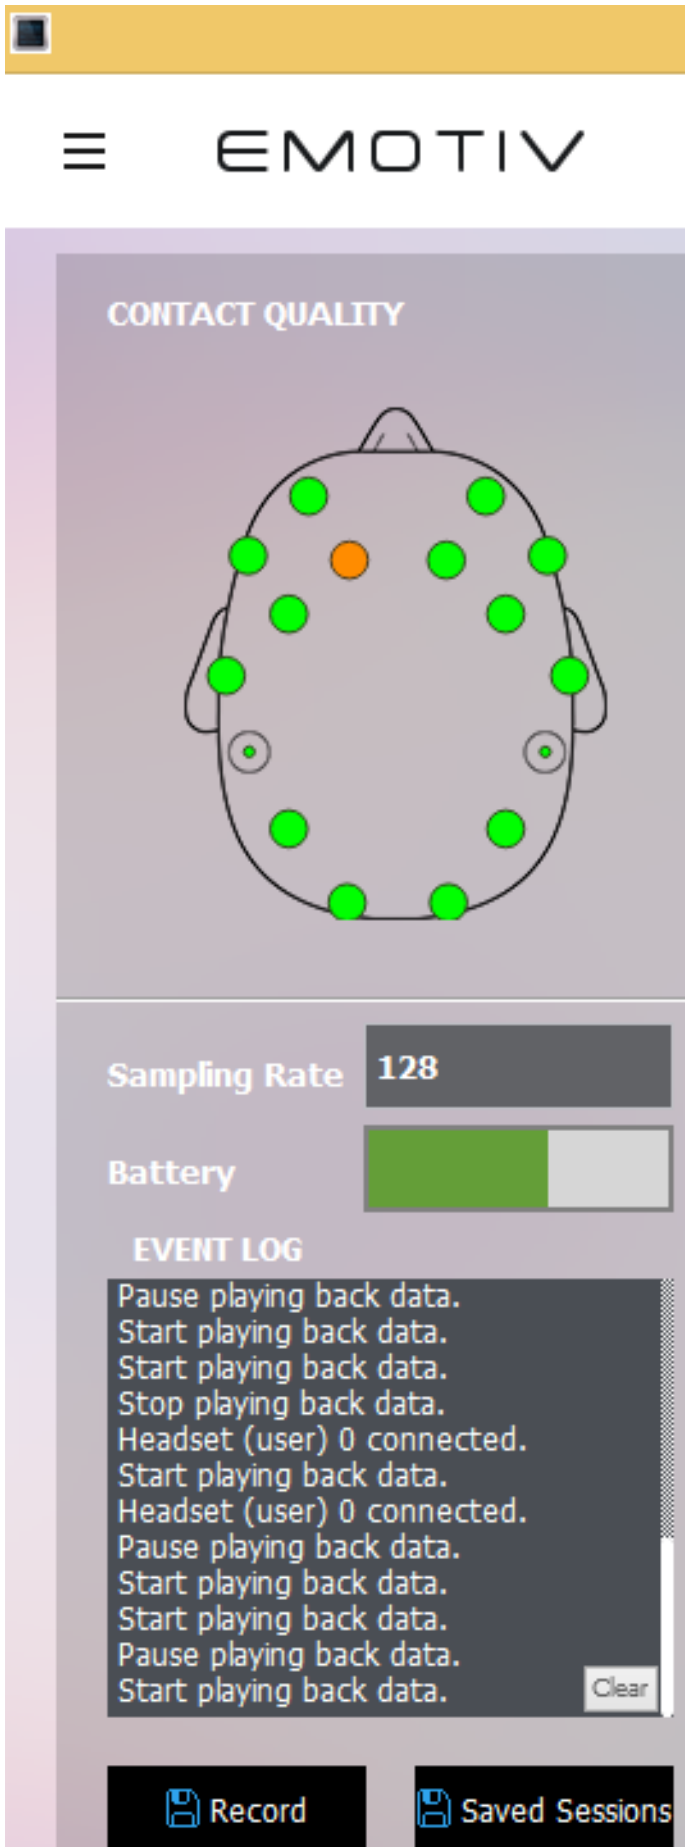 EMOTIV
CONTACT QUALITY
Sampling Rate 128
Battery
EVENT LOG
Pause playing back data.
Start playing back data.
Start playing back data.
Stop playing back data.
Headset (user) 0 connected.
Start playing back data.
Headset (user) 0 connected.
Pause playing back data.
Start playing back data.
Start playing back data.
Pause playing back data.
Start playing back data.
Clear
Record Saved Sessions